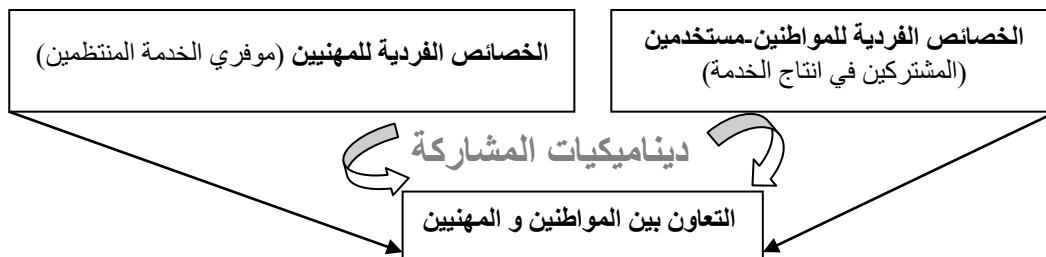 الخصائص الفردية للمواطنين-مستخدمين
(المشتركين في انتاج الخدمة)
الخصائص الفردية للمهنيين (موفري الخدمة المنتظمين)
ديناميكيات المشاركة
التعاون بين المواطنين و المهنيين